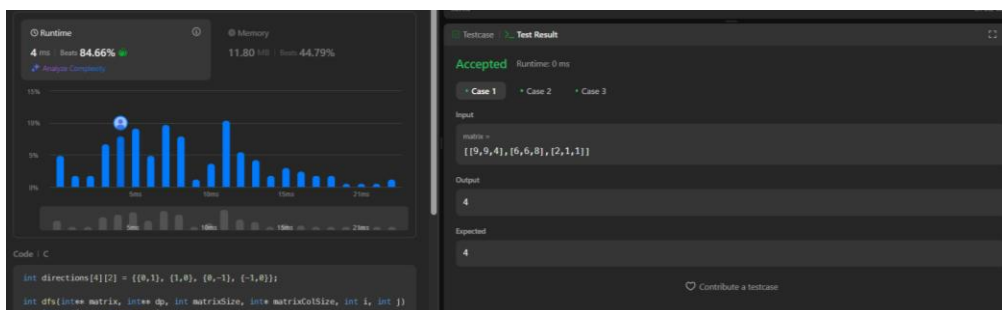 Runtime
4 ms Beats 84.66%
Analyze Complexity
Memory
11.80 MB Beats 44.79%
15%
10%
5%
0%
5ms
10ms
15ms
21ms
5ms
10ms
15ms
21ms
Code | C
int directions[4][2] = {{0,1}, {1,0}, {0,-1}, {-1,0}};
int dfs(int** matrix, int** dp, int matrixSize, int* matrixColSize, int i, int j)
Testcase >_ Test Result
Accepted Runtime: 0 ms
• Case 1 • Case 2 • Case 3
Input
matrix =
[[9,9,4],[6,6,8],[2,1,1]]
Output
4
Expected
4
Contribute a testcase